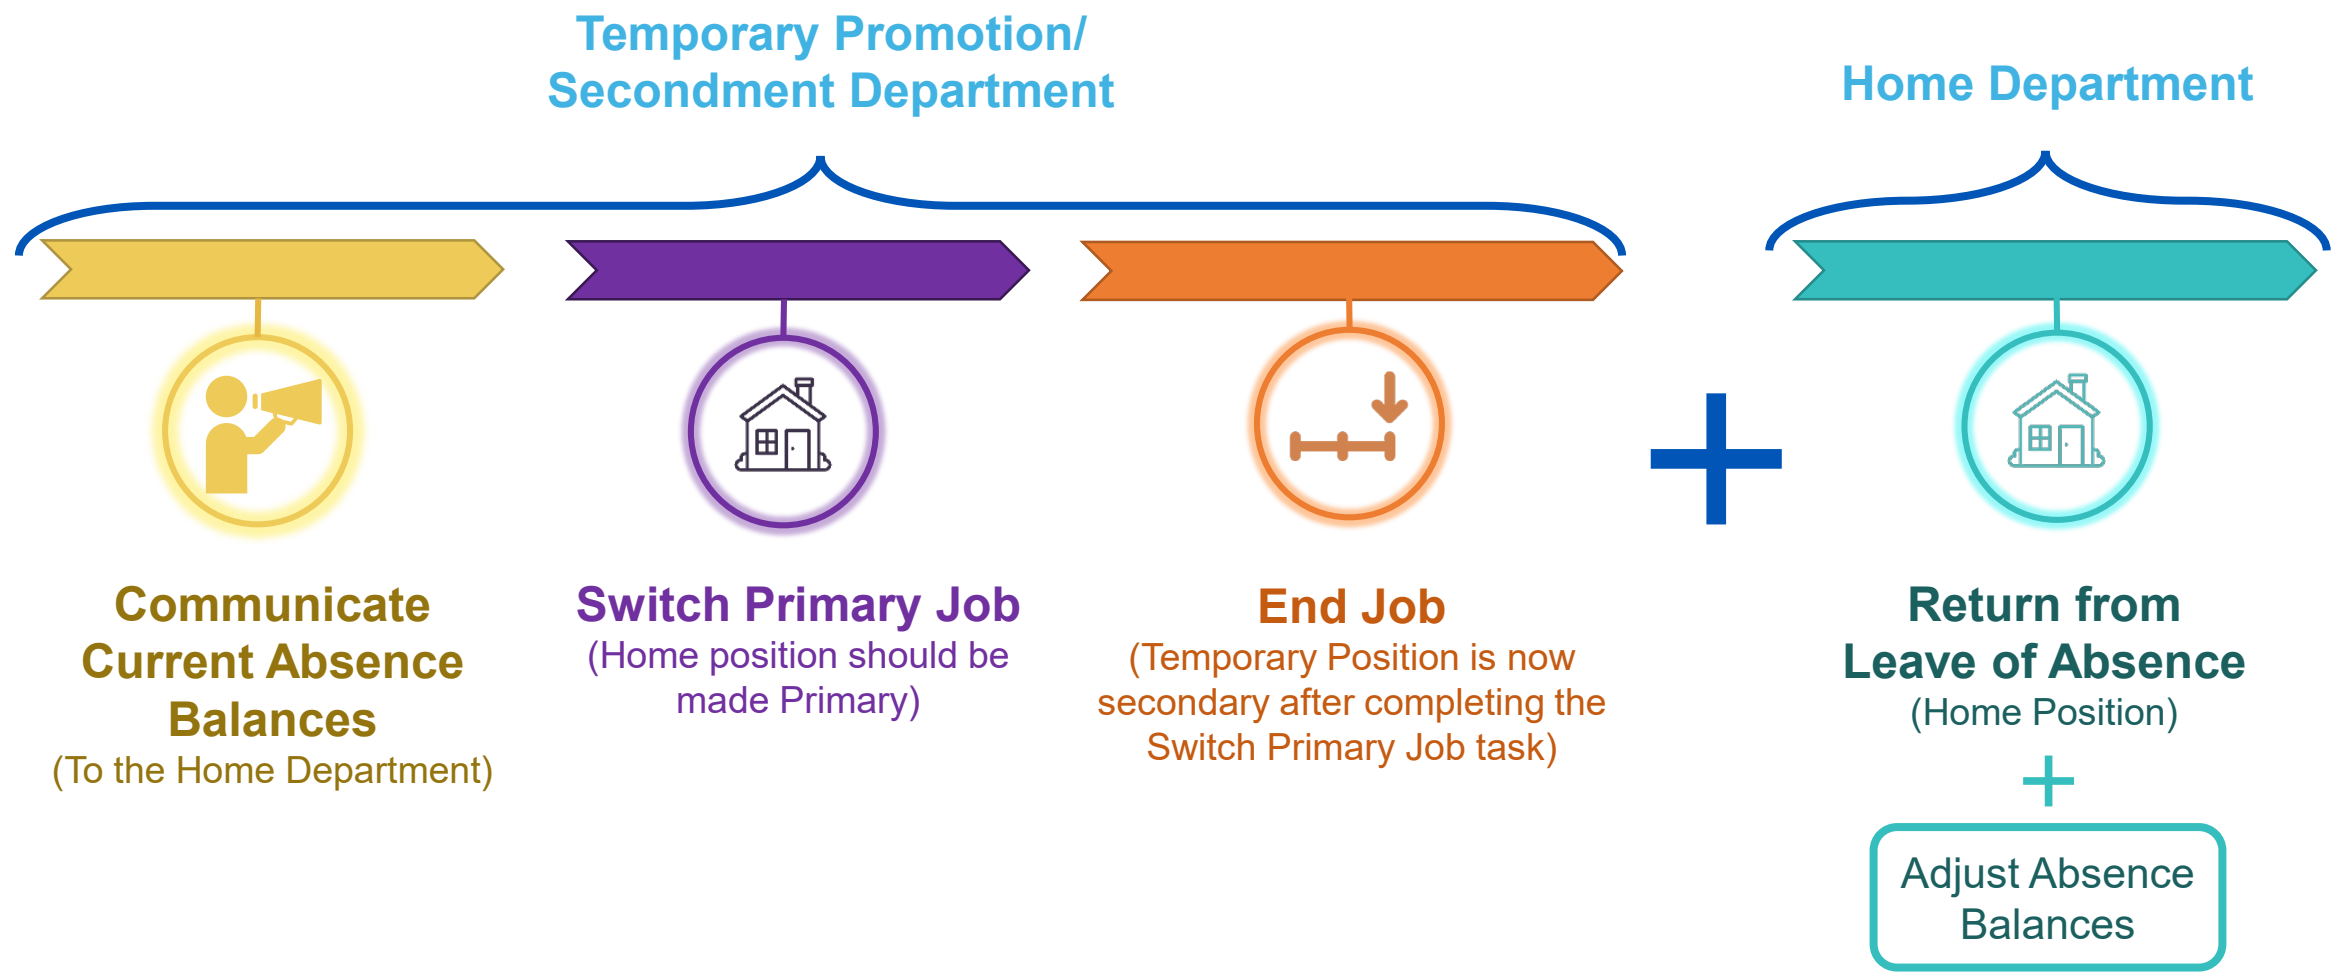 Temporary Promotion/
Secondment Department
Home Department
Communicate
Current Absence
Balances
(To the Home Department)
Switch Primary Job
(Home position should be
made Primary)
End Job
(Temporary Position is now
secondary after completing the
Switch Primary Job task)
Return from
Leave of Absence
(Home Position)
Adjust Absence
Balances